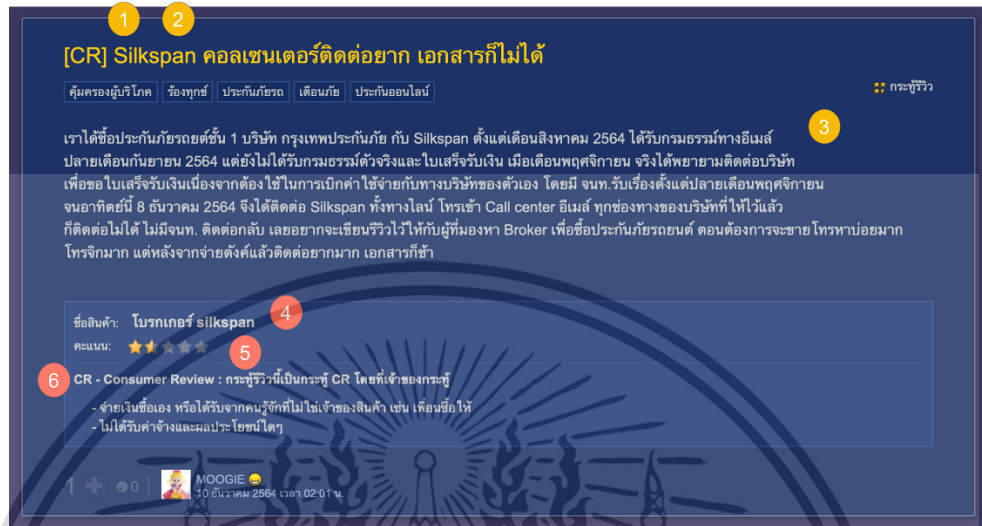 1 2
[CR] Silkspan คอลเซนเตอร์ติดต่อยาก เอกสารก็ไม่ได้
คุ้มครองผู้บริโภค ร้องทุกข์ ประกันภัยรถ เตือนภัย ประกันออนไลน์
กระทู้รีวิว
3
เราได้ซื้อประกันภัยรถยต์ชั้น 1 บริษัท กรุงเทพประกันภัย กับ Silkspan ตั้งแต่เดือนสิงหาคม 2564 ได้รับกรมธรรม์ทางอีเมล์
ปลายเดือนกันยายน 2564 แต่ยังไม่ได้รับกรมธรรม์ตัวจริงและใบเสร็จรับเงิน เมื่อเดือนพฤศจิกายน จริงได้พยายามติดต่อบริษัท
เพื่อขอใบเสร็จรับเงินเนื่องจากต้องใช้ในการเบิกค่าใช้จ่ายกับทางบริษัทของตัวเอง โดยมี จนท.รับเรื่องตั้งแต่ปลายเดือนพฤศจิกายน
จนอาทิตย์นี้ 8 ธันวาคม 2564 จึงได้ติดต่อ Silkspan ทั้งทางไลน์ โทรเข้า Call center อีเมล์ ทุกช่องทางของบริษัทที่ให้ไว้แล้ว
ก็ติดต่อไม่ได้ ไม่มีจนท. ติดต่อกลับ เลยอยากจะเขียนรีวิวไว้ให้กับผู้ที่มองหา Broker เพื่อซื้อประกันภัยรถยนต์ ตอนต้องการจะขายโทรหาบ่อยมาก
โทรจิกมาก แต่หลังจากจ่ายตังค์แล้วติดต่อยากมาก เอกสารก็ช้า
ชื่อสินค้า: โบรกเกอร์ silkspan 4
คะแนน: 5
6 CR - Consumer Review : กระทู้รีวิวนี้เป็นกระทู้ CR โดยที่เจ้าของกระทู้
- จ่ายเงินซื้อเอง หรือได้รับจากคนรู้จักที่ไม่ใช่เจ้าของสินค้า เช่น เพื่อนซื้อให้
- ไม่ได้รับค่าจ้างและผลประโยชน์ใดๆ
1 0 MOOGIE
10 ธันวาคม 2564 เวลา 02:01 น.